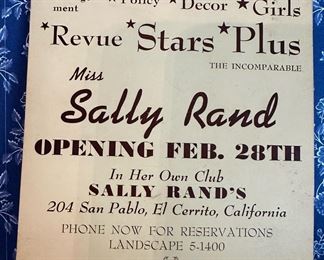 ment ★Policy ★Decor ★Girls
★Revue ★Stars ★Plus
THE INCOMPARABLE
Miss
Sally Rand
OPENING FEB. 28TH
In Her Own Club
SALLY RAND'S
204 San Pablo, El Cerrito, California
PHONE NOW FOR RESERVATIONS
LANDSCAPE 5-1400